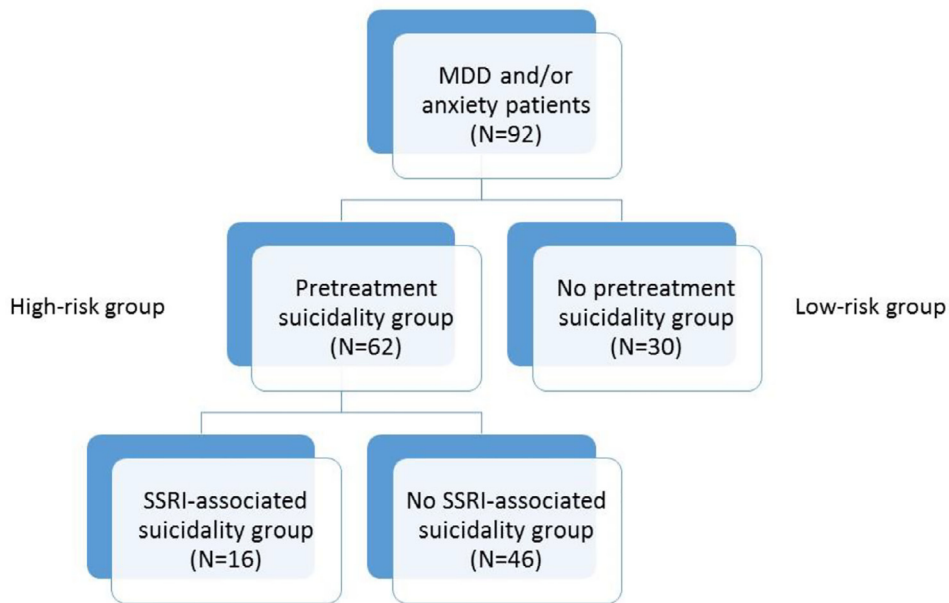 MDD and/or
anxiety patients
(N=92)
High-risk group
Pretreatment
suicidality group
(N=62)
No pretreatment
suicidality group
(N=30)
Low-risk group
SSRI-associated
suicidality group
(N=16)
No SSRI-associated
suicidality group
(N=46)